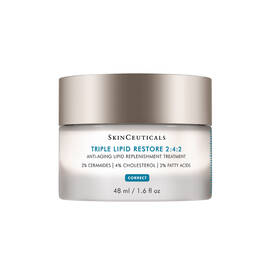 SKINCEUTICALS
TRIPLE LIPID RESTORE 2:4:2
ANTI-AGING LIPID REPLENISHMENT TREATMENT
2% CERAMIDES | 4% CHOLESTEROL | 2% FATTY ACIDS
CORRECT
48 ml / 1.6 fl oz